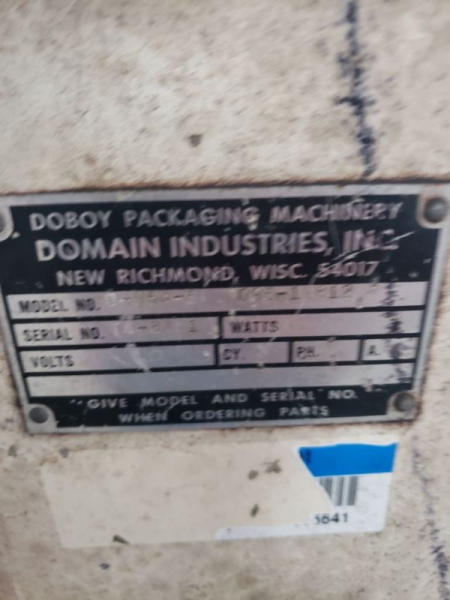 DOBOY PACKAGING MACHINERY
DOMAIN INDUSTRIES, INC.
NEW RICHMOND, WISC. 54017
MODEL NO.
SERIAL NO. WATTS
VOLTS CY. PH. A.
"GIVE MODEL AND SERIAL NO.
WHEN ORDERING PARTS
5641